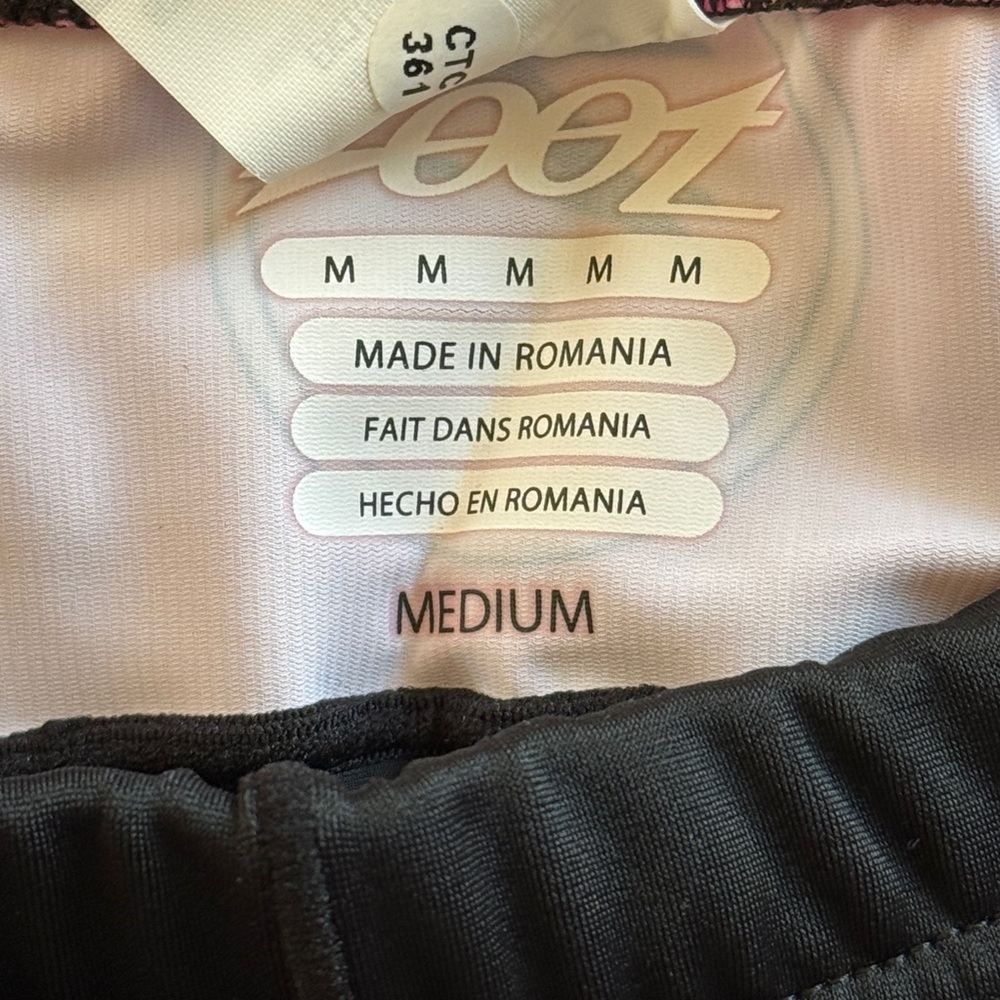 CTC
361
zoot
M M M M M
MADE IN ROMANIA
FAIT DANS ROMANIA
HECHO EN ROMANIA
MEDIUM